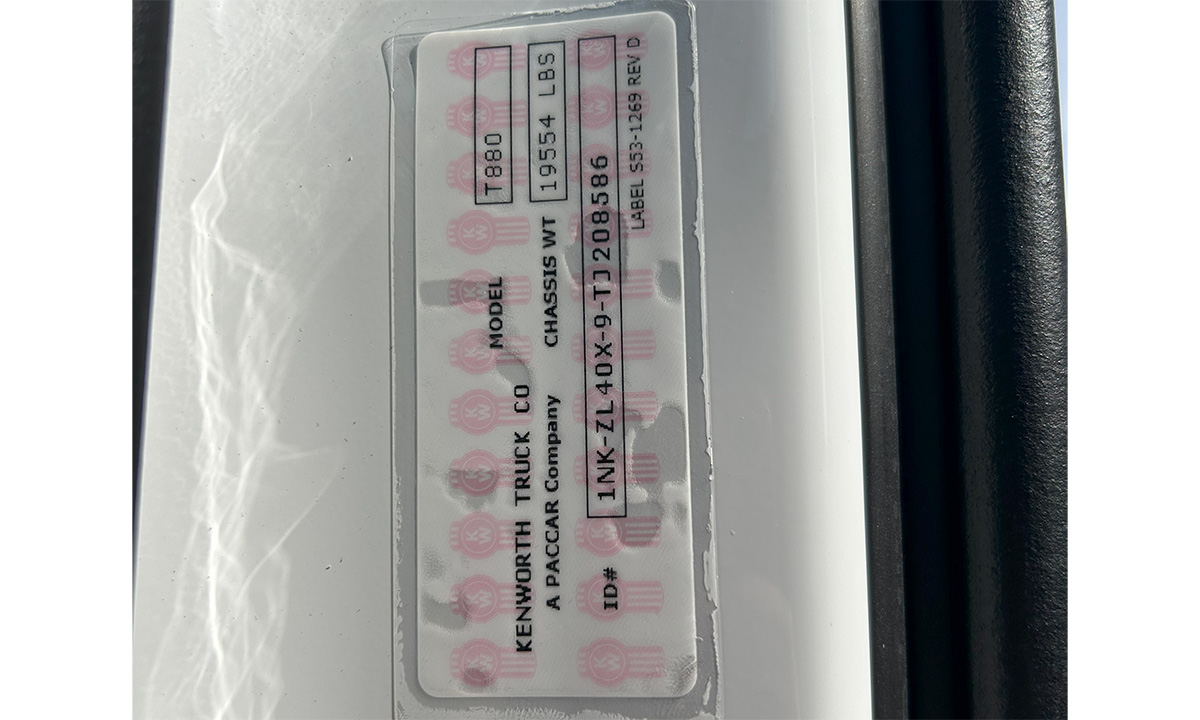 KENWORTH TRUCK CO MODEL T880
A PACCAR Company CHASSIS WT 19554 LBS
ID# 1NK-ZL40X-9-TJ208586
LABEL S53-1269 REV D